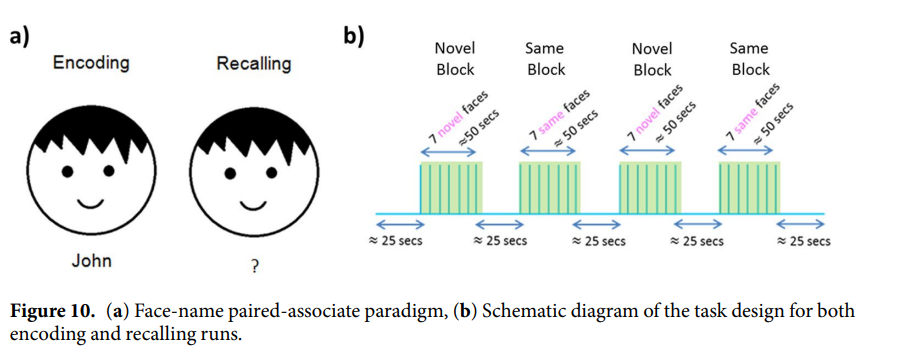 a)
Encoding
Recalling
John
?
b)
Novel
Block
Same
Block
Novel
Block
Same
Block
7 novel faces
≈50 secs
7 same faces
≈ 50 secs
7 novel faces
≈ 50 secs
7 same faces
≈ 50 secs
≈ 25 secs
≈ 25 secs
≈ 25 secs
≈ 25 secs
≈ 25 secs
Figure 10. (a) Face-name paired-associate paradigm, (b) Schematic diagram of the task design for both
encoding and recalling runs.